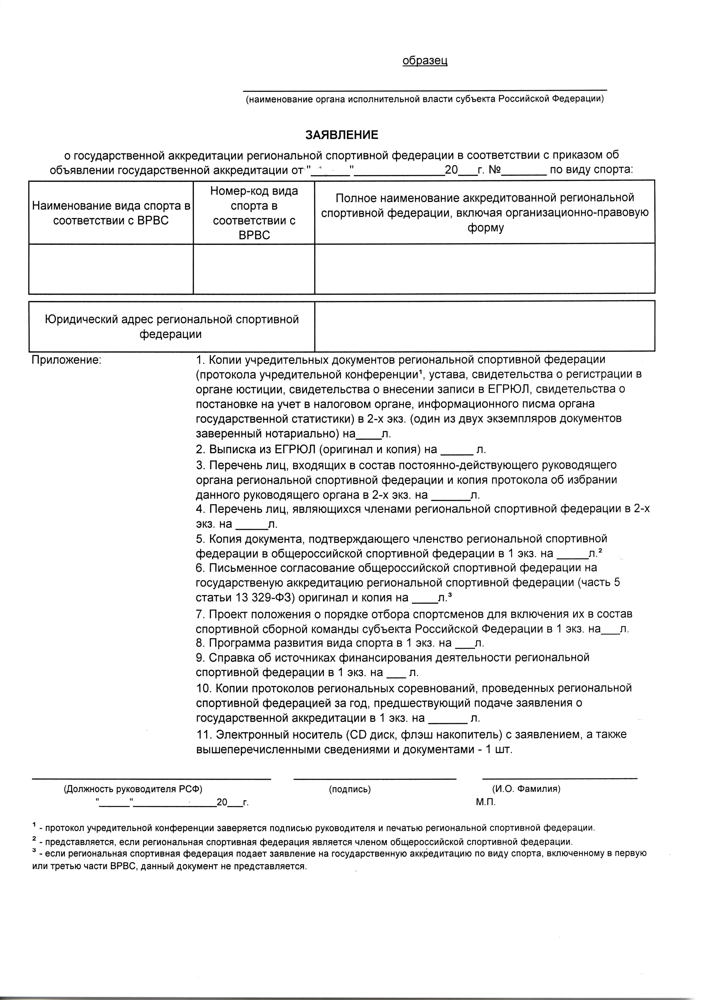 образец
(наименование органа исполнительной власти субъекта Российской Федерации)
ЗАЯВЛЕНИЕ
о государственной аккредитации региональной спортивной федерации в соответствии с приказом об
объявлении государственной аккредитации от "______"______________20___г. №_______ по виду спорта:
Наименование вида спорта в
соответствии с ВРВС
Номер-код вида
спорта в
соответствии с
ВРВС
Полное наименование аккредитованной региональной
спортивной федерации, включая организационно-правовую
форму
Юридический адрес региональной спортивной
федерации
Приложение:
1. Копии учредительных документов региональной спортивной федерации
(протокола учредительной конференции¹, устава, свидетельства о регистрации в
органе юстиции, свидетельства о внесении записи в ЕГРЮЛ, свидетельства о
постановке на учет в налоговом органе, информационного писма органа
государственной статистики) в 2-х экз. (один из двух экземпляров документов
заверенный нотариально) на____л.
2. Выписка из ЕГРЮЛ (оригинал и копия) на _____ л.
3. Перечень лиц, входящих в состав постоянно-действующего руководящего
органа региональной спортивной федерации и копия протокола об избрании
данного руководящего органа в 2-х экз. на ______л.
4. Перечень лиц, являющихся членами региональной спортивной федерации в 2-х
экз. на _____л.
5. Копия документа, подтверждающего членство региональной спортивной
федерации в общероссийской спортивной федерации в 1 экз. на _____л.²
6. Письменное согласование общероссийской спортивной федерации на
государственую аккредитацию региональной спортивной федерации (часть 5
статьи 13 329-ФЗ) оригинал и копия на ____л.³
7. Проект положения о порядке отбора спортсменов для включения их в состав
спортивной сборной команды субъекта Российской Федерации в 1 экз. на___л.
8. Программа развития вида спорта в 1 экз. на ___л.
9. Справка об источниках финансирования деятельности региональной
спортивной федерации в 1 экз. на ___ л.
10. Копии протоколов региональных соревнований, проведенных региональной
спортивной федерацией за год, предшествующий подаче заявления о
государственной аккредитации в 1 экз. на ______ л.
11. Электронный носитель (CD диск, флэш накопитель) с заявлением, а также
вышеперечисленными сведениями и документами - 1 шт.
(Должность руководителя РСФ) (подпись) (И.О. Фамилия)
"______"________________20___г. М.П.
¹ - протокол учредительной конференции заверяется подписью руководителя и печатью региональной спортивной федерации.
² - представляется, если региональная спортивная федерация является членом общероссийской спортивной федерации.
³ - если региональная спортивная федерация подает заявление на государственную аккредитацию по виду спорта, включенному в первую
или третью части ВРВС, данный документ не представляется.